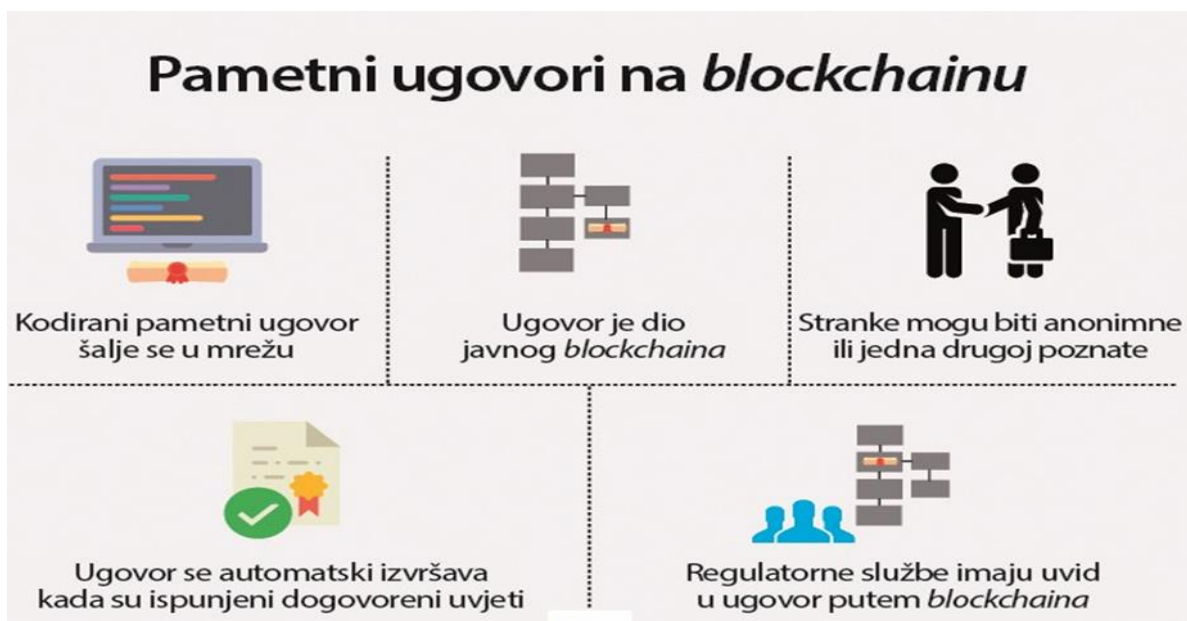 Pametni ugovori na blockchainu
Kodirani pametni ugovor
šalje se u mrežu
Ugovor je dio
javnog blockchaina
Stranke mogu biti anonimne
ili jedna drugoj poznate
Ugovor se automatski izvršava
kada su ispunjeni dogovoreni uvjeti
Regulatorne službe imaju uvid
u ugovor putem blockchaina